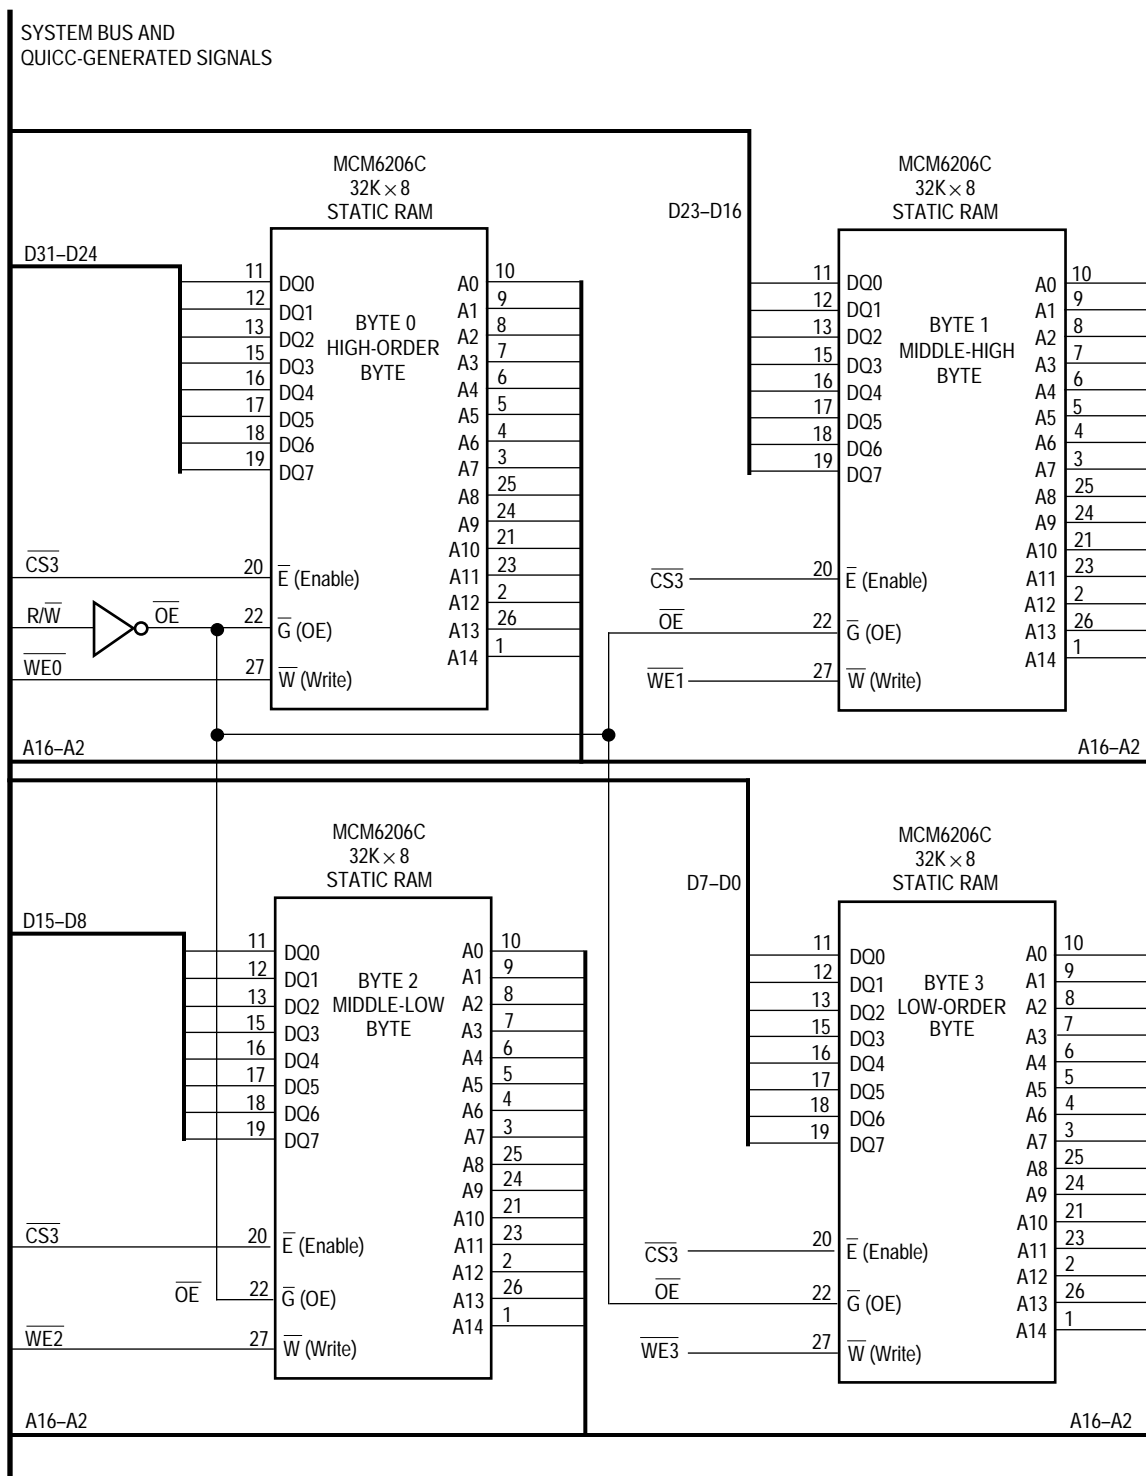 SYSTEM BUS AND
QUICC-GENERATED SIGNALS
MCM6206C
32K × 8
STATIC RAM
D31–D24
11 DQ0
12 DQ1
13 DQ2
15 DQ3
16 DQ4
17 DQ5
18 DQ6
19 DQ7
BYTE 0
HIGH-ORDER
BYTE
A0 10
A1 9
A2 8
A3 7
A4 6
A5 5
A6 4
A7 3
A8 25
A9 24
A10 21
A11 23
A12 2
A13 26
A14 1
C̅S̅3̅ 20 E̅ (Enable)
R/W̅ O̅E̅ 22 G̅ (OE)
W̅E̅0̅ 27 W̅ (Write)
A16–A2
MCM6206C
32K × 8
STATIC RAM
D23–D16
11 DQ0
12 DQ1
13 DQ2
15 DQ3
16 DQ4
17 DQ5
18 DQ6
19 DQ7
BYTE 1
MIDDLE-HIGH
BYTE
A0 10
A1 9
A2 8
A3 7
A4 6
A5 5
A6 4
A7 3
A8 25
A9 24
A10 21
A11 23
A12 2
A13 26
A14 1
C̅S̅3̅ 20 E̅ (Enable)
O̅E̅ 22 G̅ (OE)
W̅E̅1̅ 27 W̅ (Write)
A16–A2
MCM6206C
32K × 8
STATIC RAM
D15–D8
11 DQ0
12 DQ1
13 DQ2
15 DQ3
16 DQ4
17 DQ5
18 DQ6
19 DQ7
BYTE 2
MIDDLE-LOW
BYTE
A0 10
A1 9
A2 8
A3 7
A4 6
A5 5
A6 4
A7 3
A8 25
A9 24
A10 21
A11 23
A12 2
A13 26
A14 1
C̅S̅3̅ 20 E̅ (Enable)
O̅E̅ 22 G̅ (OE)
W̅E̅2̅ 27 W̅ (Write)
A16–A2
MCM6206C
32K × 8
STATIC RAM
D7–D0
11 DQ0
12 DQ1
13 DQ2
15 DQ3
16 DQ4
17 DQ5
18 DQ6
19 DQ7
BYTE 3
LOW-ORDER
BYTE
A0 10
A1 9
A2 8
A3 7
A4 6
A5 5
A6 4
A7 3
A8 25
A9 24
A10 21
A11 23
A12 2
A13 26
A14 1
C̅S̅3̅ 20 E̅ (Enable)
O̅E̅ 22 G̅ (OE)
W̅E̅3̅ 27 W̅ (Write)
A16–A2